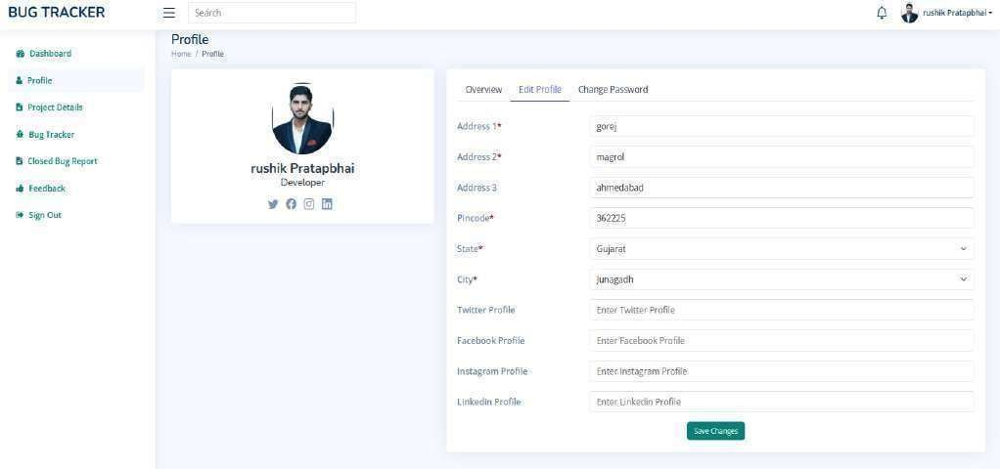 BUG TRACKER
Search
rushik Pratapbhai
Dashboard
Profile
Project Details
Bug Tracker
Closed Bug Report
Feedback
Sign Out
Profile
Home / Profile
rushik Pratapbhai
Developer
Overview Edit Profile Change Password
Address 1* gorej
Address 2* magrol
Address 3 ahmedabad
Pincode* 362225
State* Gujarat
City* Junagadh
Twitter Profile Enter Twitter Profile
Facebook Profile Enter Facebook Profile
Instagram Profile Enter Instagram Profile
Linkedin Profile Enter Linkedin Profile
Save Changes